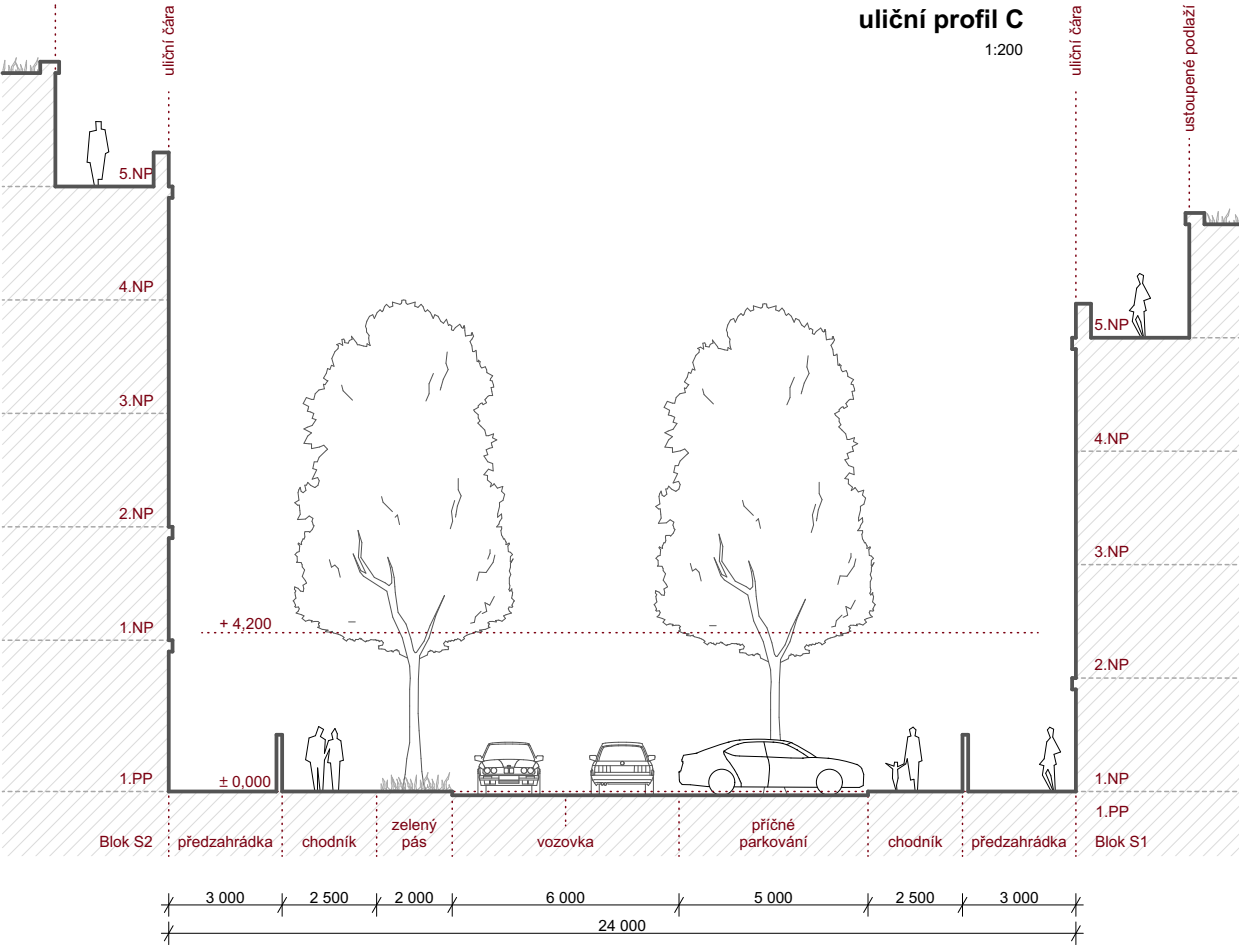 uliční profil C
1:200
uliční čára
uliční čára
ustoupené podlaží
5.NP
4.NP
3.NP
2.NP
1.NP
1.PP
+ 4,200
± 0,000
5.NP
4.NP
3.NP
2.NP
1.NP
1.PP
Blok S2
předzahrádka
chodník
zelený
pás
vozovka
příčné
parkování
chodník
předzahrádka
Blok S1
3 000
2 500
2 000
6 000
5 000
2 500
3 000
24 000